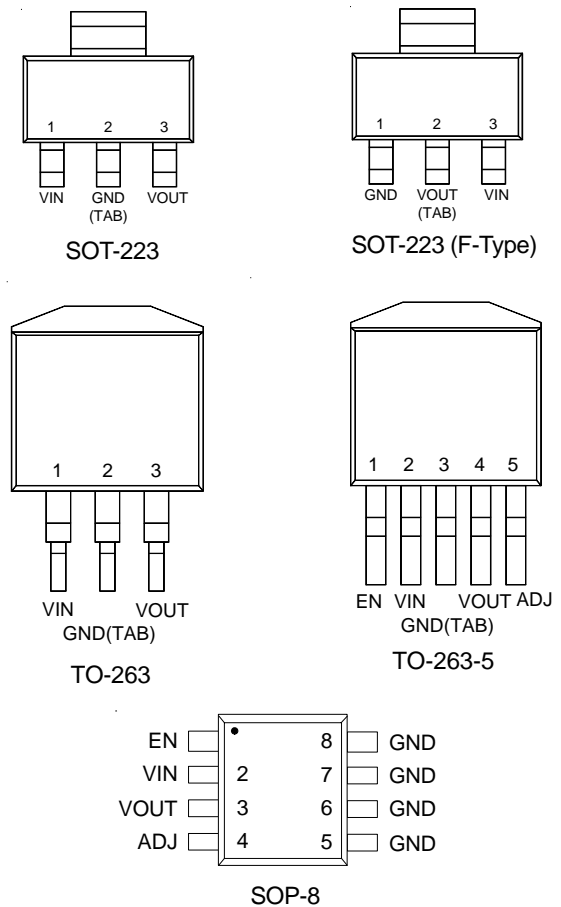 1 2 3
VIN GND VOUT
(TAB)
SOT-223
1 2 3
GND VOUT VIN
(TAB)
SOT-223 (F-Type)
1 2 3
VIN VOUT
GND(TAB)
TO-263
1 2 3 4 5
EN VIN VOUT ADJ
GND(TAB)
TO-263-5
EN 8 GND
VIN 2 7 GND
VOUT 3 6 GND
ADJ 4 5 GND
SOP-8